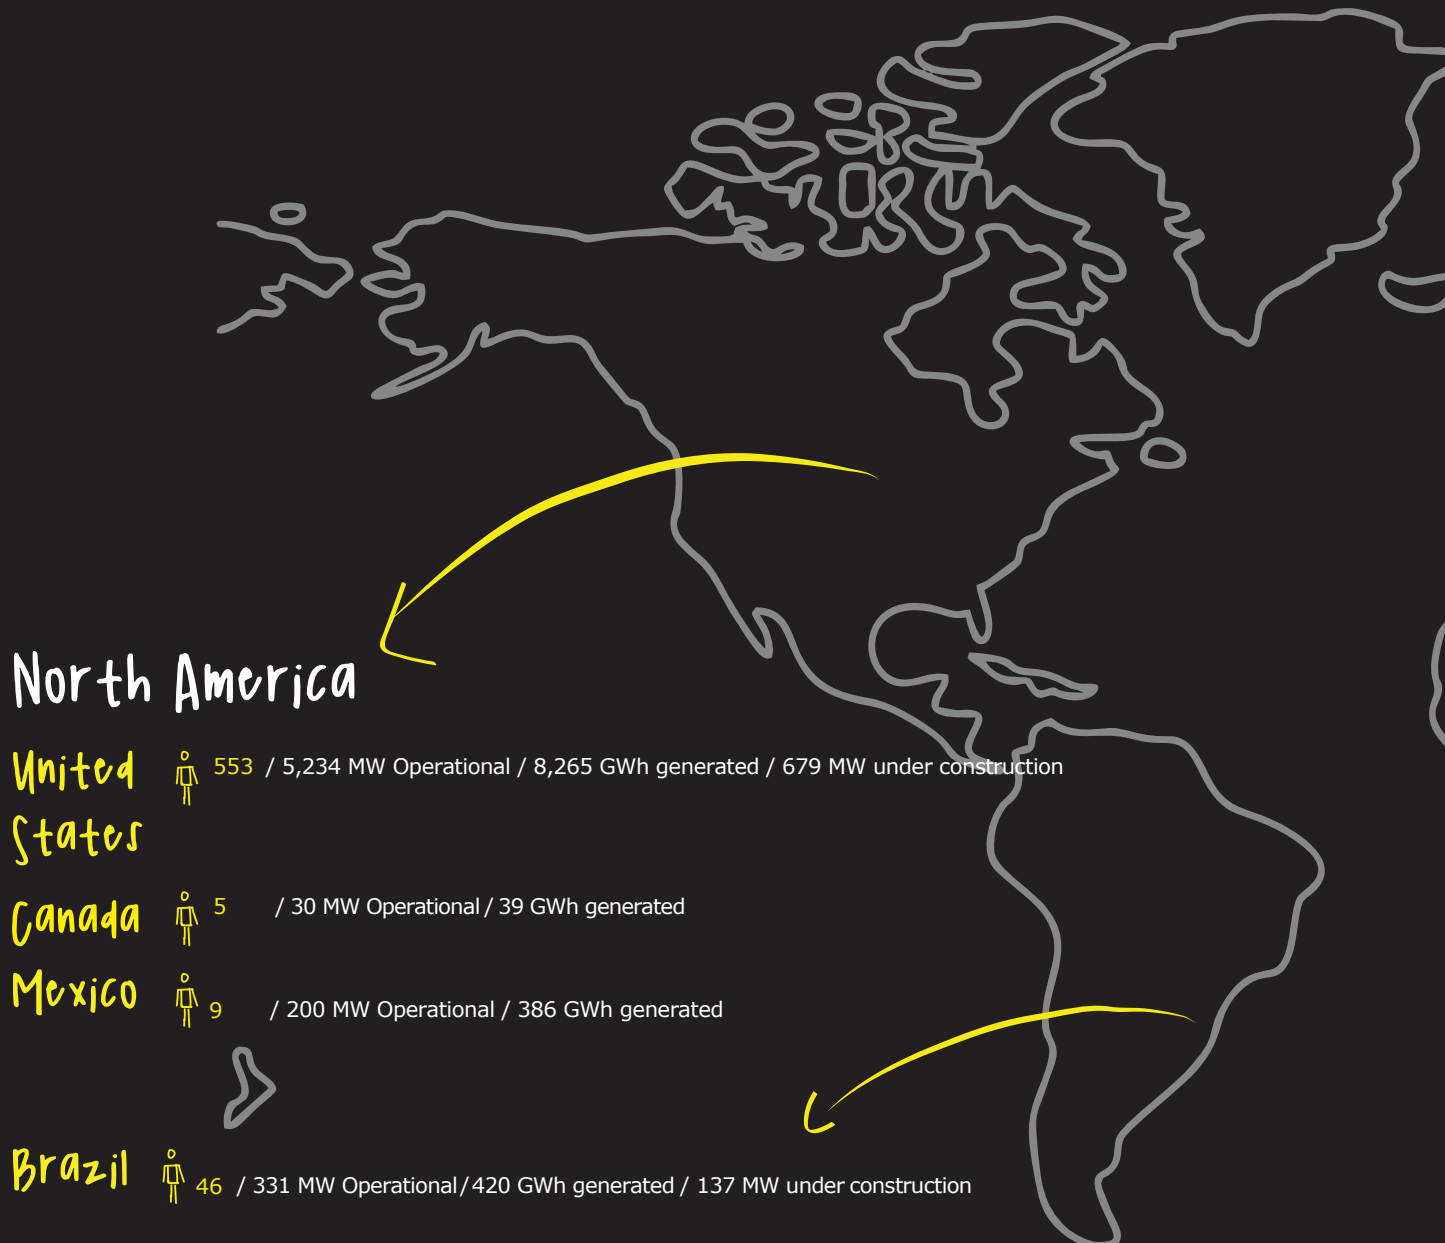 North America
United States 553 / 5,234 MW Operational / 8,265 GWh generated / 679 MW under construction
Canada 5 / 30 MW Operational / 39 GWh generated
Mexico 9 / 200 MW Operational / 386 GWh generated
Brazil 46 / 331 MW Operational / 420 GWh generated / 137 MW under construction